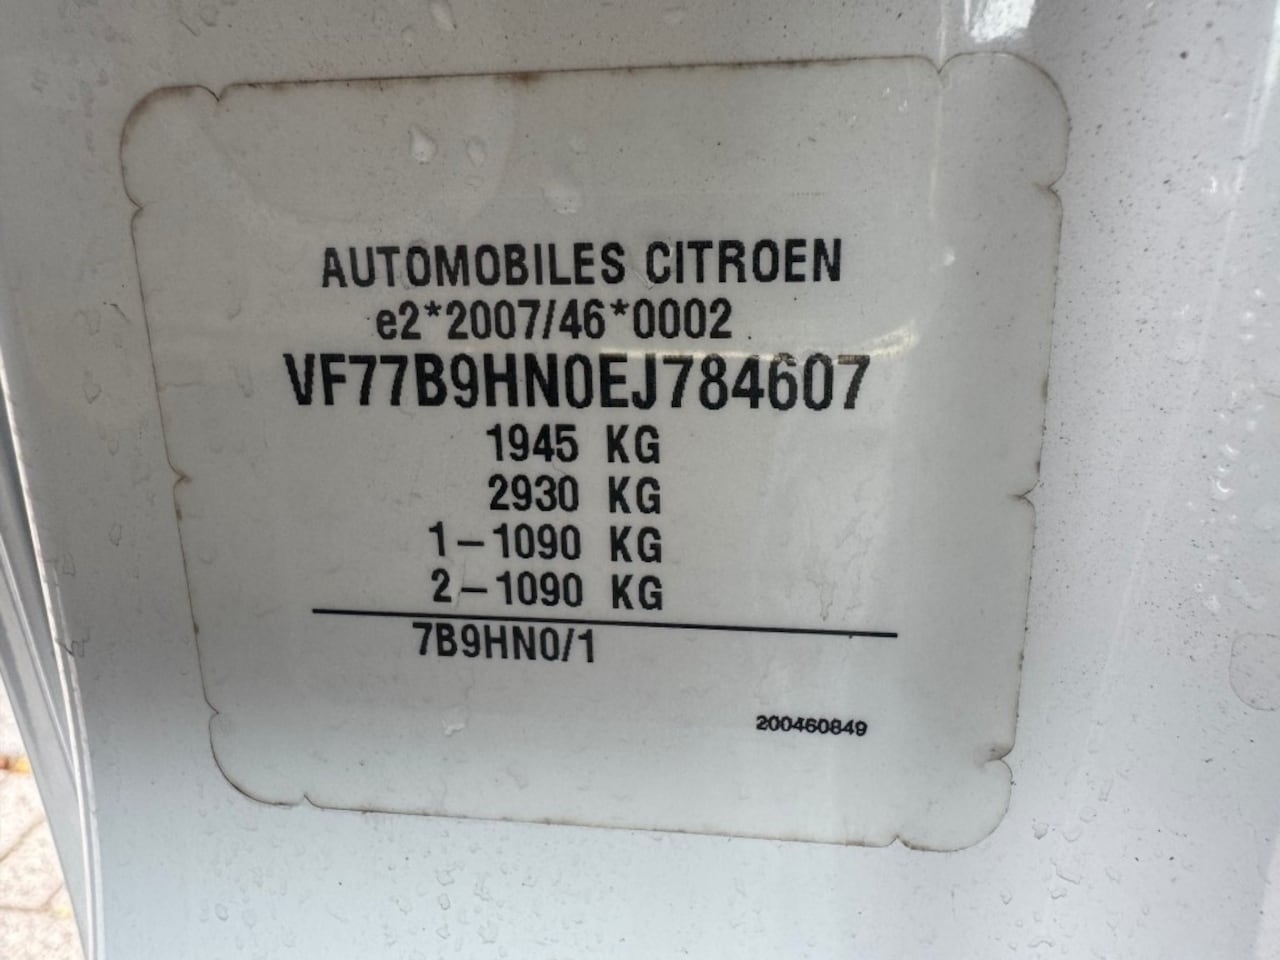 AUTOMOBILES CITROEN
e2*2007/46*0002
VF77B9HN0EJ784607
1945 KG
2930 KG
1-1090 KG
2-1090 KG
7B9HN0/1
200460849